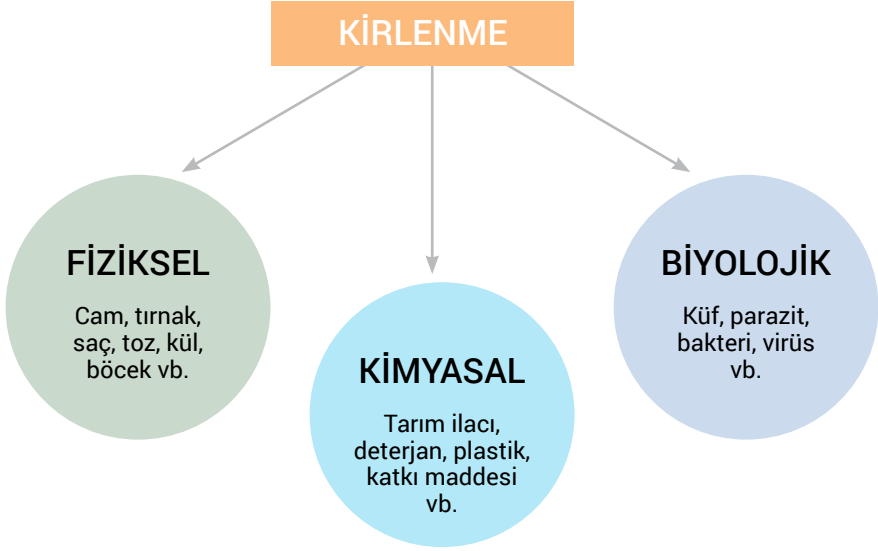 KİRLENME
FİZİKSEL
Cam, tırnak,
saç, toz, kül,
böcek vb.
KİMYASAL
Tarım ilacı,
deterjan, plastik,
katkı maddesi
vb.
BİYOLOJİK
Küf, parazit,
bakteri, virüs
vb.